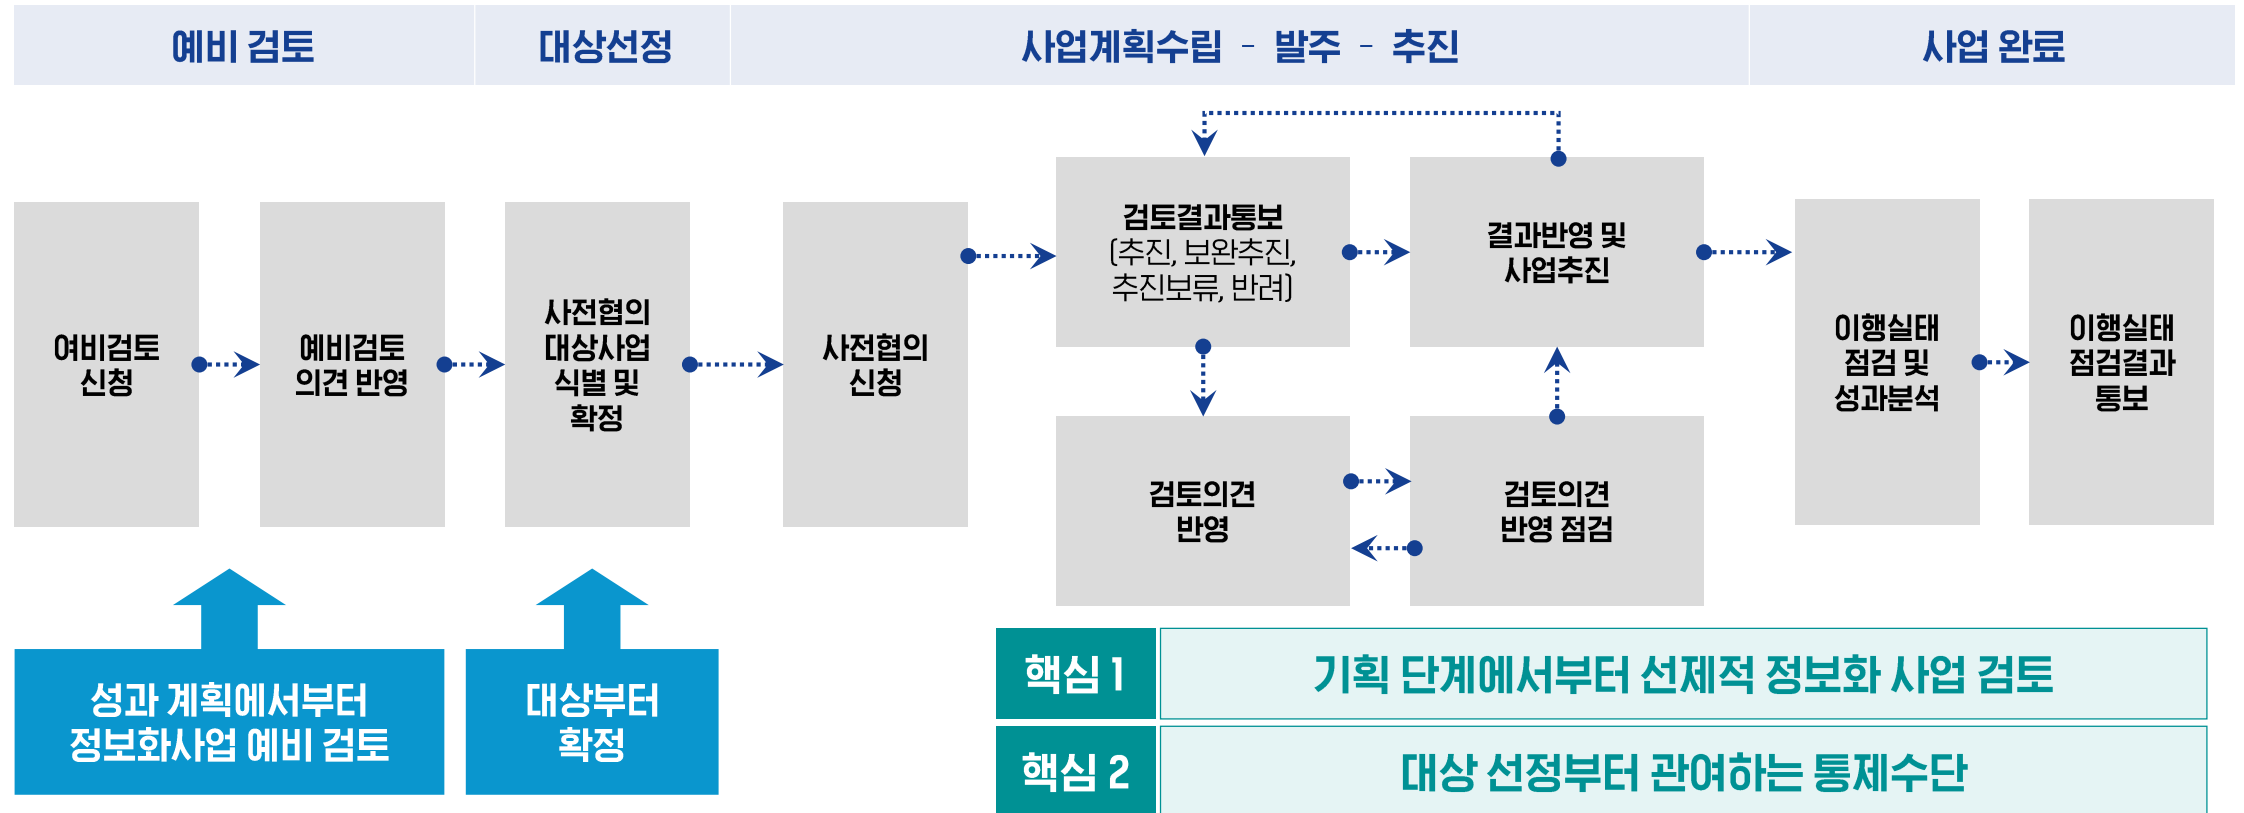 예비 검토
대상선정
사업계획수립 - 발주 - 추진
사업 완료
여비검토
신청
예비검토
의견 반영
사전협의
대상사업
식별 및
확정
사전협의
신청
검토결과통보
(추진, 보완추진,
추진보류, 반려)
결과반영 및
사업추진
검토의견
반영
검토의견
반영 점검
이행실태
점검 및
성과분석
이행실태
점검결과
통보
성과 계획에서부터
정보화사업 예비 검토
대상부터
확정
핵심 1
기획 단계에서부터 선제적 정보화 사업 검토
핵심 2
대상 선정부터 관여하는 통제수단